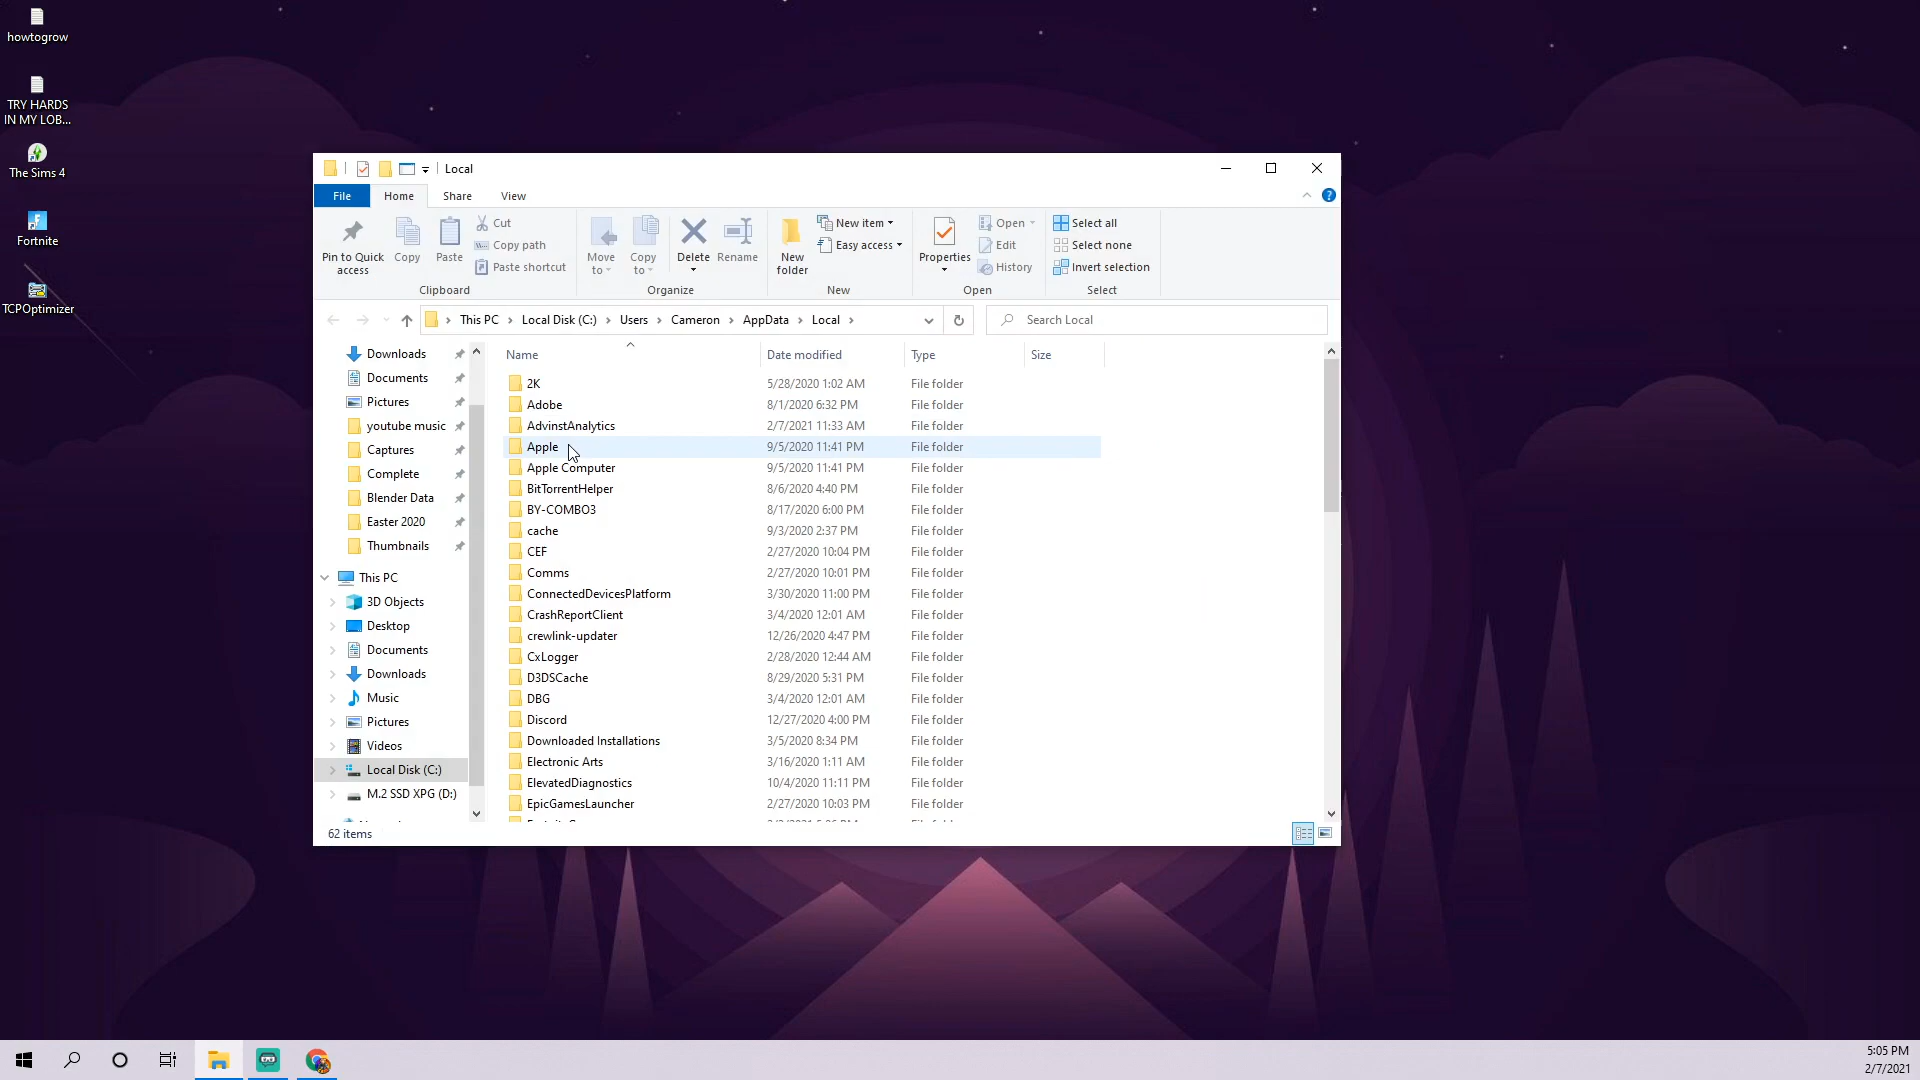 howtogrow
TRY HARDS
IN MY LOB...
The Sims 4
Fortnite
TCPOptimizer
Local
File
Home
Share
View
Pin to Quick
access
Copy
Paste
Cut
Copy path
Paste shortcut
Clipboard
Move
to
Copy
to
Delete
Rename
Organize
New
folder
New item
Easy access
New
Properties
Open
Edit
History
Open
Select all
Select none
Invert selection
Select
This PC > Local Disk (C:) > Users > Cameron > AppData > Local >
Search Local
Downloads
Documents
Pictures
youtube music
Captures
Complete
Blender Data
Easter 2020
Thumbnails
This PC
3D Objects
Desktop
Documents
Downloads
Music
Pictures
Videos
Local Disk (C:)
M.2 SSD XPG (D:)
Name Date modified Type Size
2K 5/28/2020 1:02 AM File folder
Adobe 8/1/2020 6:32 PM File folder
AdvinstAnalytics 2/7/2021 11:33 AM File folder
Apple 9/5/2020 11:41 PM File folder
Apple Computer 9/5/2020 11:41 PM File folder
BitTorrentHelper 8/6/2020 4:40 PM File folder
BY-COMBO3 8/17/2020 6:00 PM File folder
cache 9/3/2020 2:37 PM File folder
CEF 2/27/2020 10:04 PM File folder
Comms 2/27/2020 10:01 PM File folder
ConnectedDevicesPlatform 3/30/2020 11:00 PM File folder
CrashReportClient 3/4/2020 12:01 AM File folder
crewlink-updater 12/26/2020 4:47 PM File folder
CxLogger 2/28/2020 12:44 AM File folder
D3DSCache 8/29/2020 5:31 PM File folder
DBG 3/4/2020 12:01 AM File folder
Discord 12/27/2020 4:00 PM File folder
Downloaded Installations 3/5/2020 8:34 PM File folder
Electronic Arts 3/16/2020 1:11 AM File folder
ElevatedDiagnostics 10/4/2020 11:11 PM File folder
EpicGamesLauncher 2/27/2020 10:03 PM File folder
62 items
5:05 PM
2/7/2021